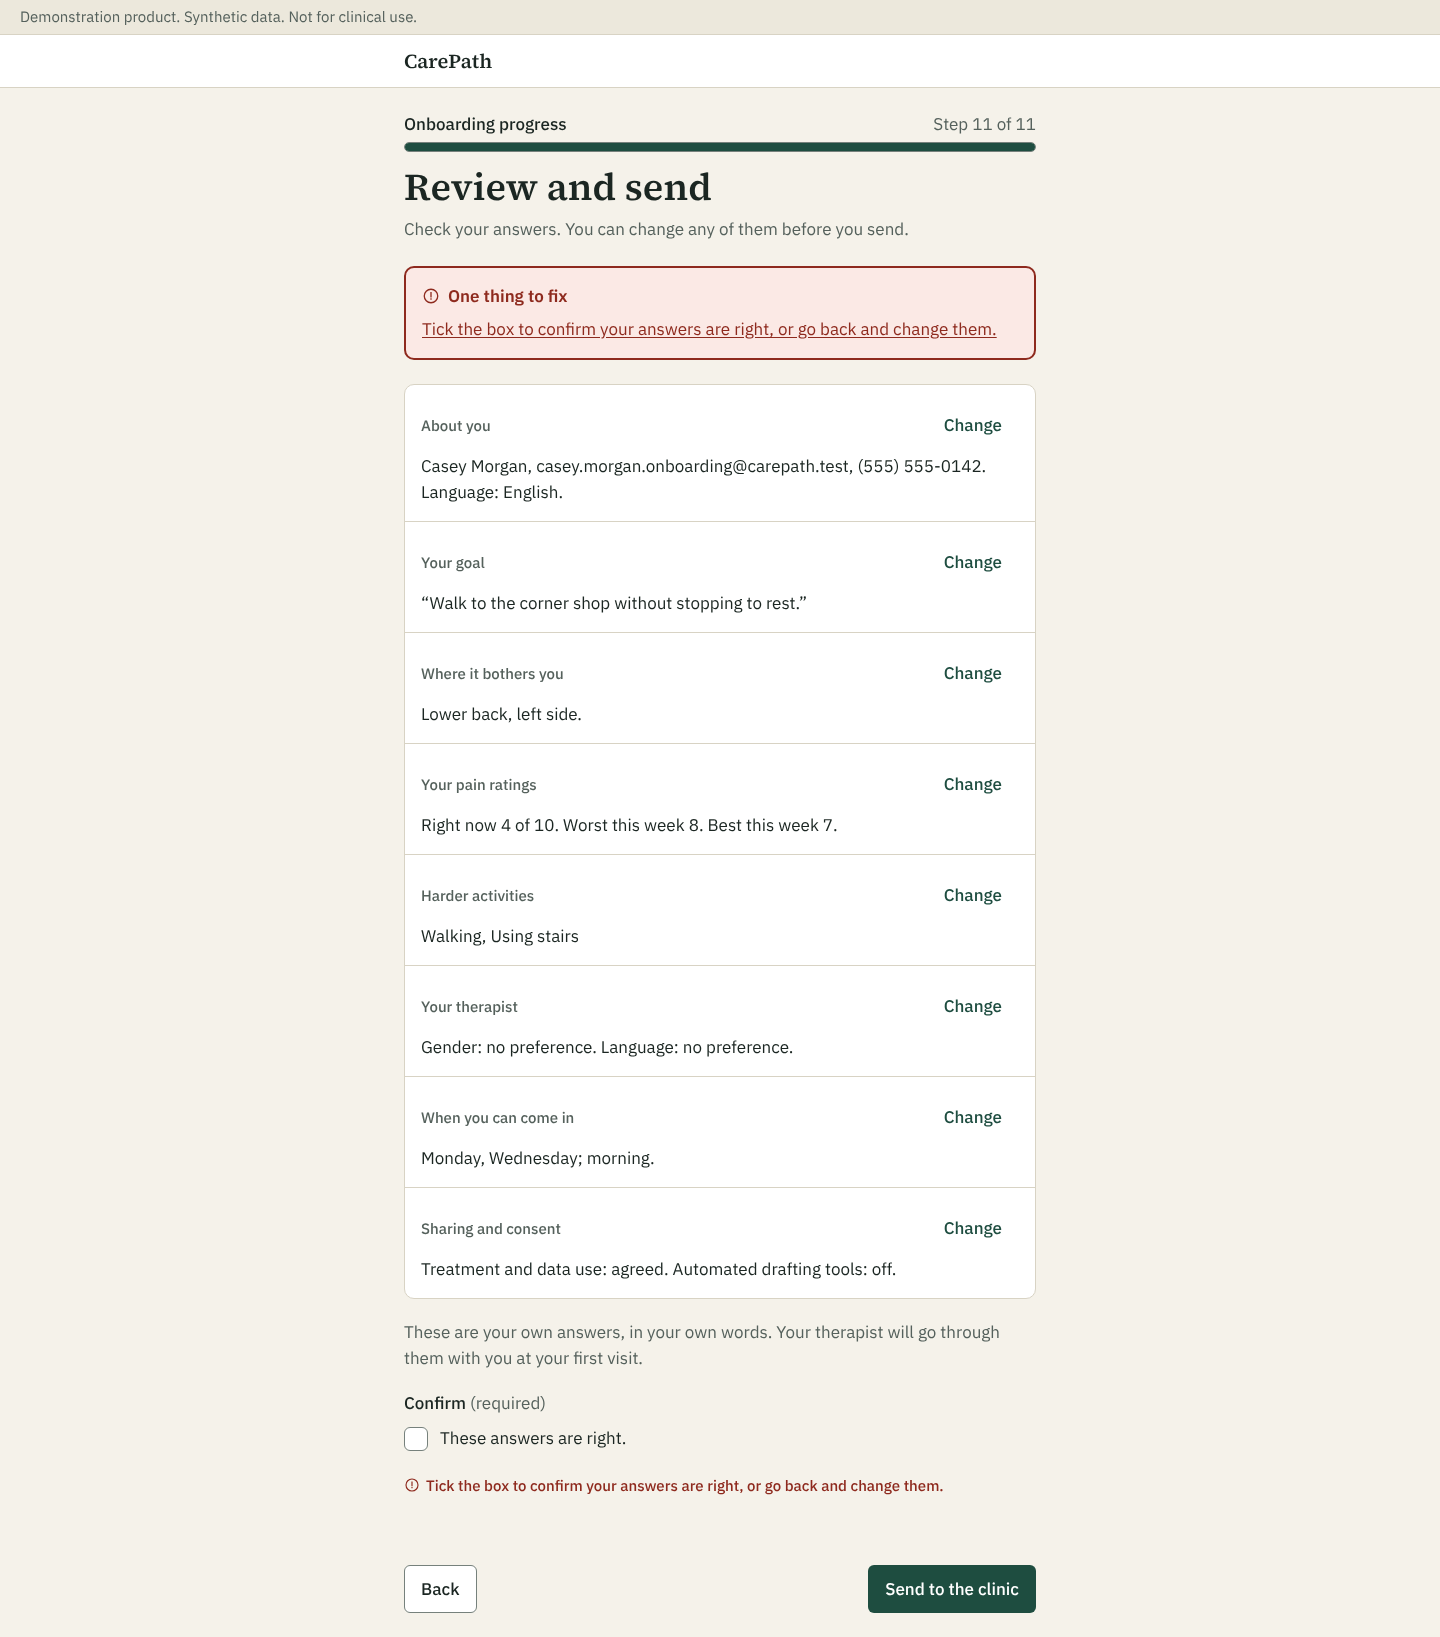 Demonstration product. Synthetic data. Not for clinical use.
CarePath
Onboarding progress
Step 11 of 11
Review and send
Check your answers. You can change any of them before you send.
One thing to fix
Tick the box to confirm your answers are right, or go back and change them.
About you
Change
Casey Morgan, casey.morgan.onboarding@carepath.test, (555) 555-0142.
Language: English.
Your goal
Change
“Walk to the corner shop without stopping to rest.”
Where it bothers you
Change
Lower back, left side.
Your pain ratings
Change
Right now 4 of 10. Worst this week 8. Best this week 7.
Harder activities
Change
Walking, Using stairs
Your therapist
Change
Gender: no preference. Language: no preference.
When you can come in
Change
Monday, Wednesday; morning.
Sharing and consent
Change
Treatment and data use: agreed. Automated drafting tools: off.
These are your own answers, in your own words. Your therapist will go through
them with you at your first visit.
Confirm (required)
These answers are right.
Tick the box to confirm your answers are right, or go back and change them.
Back
Send to the clinic